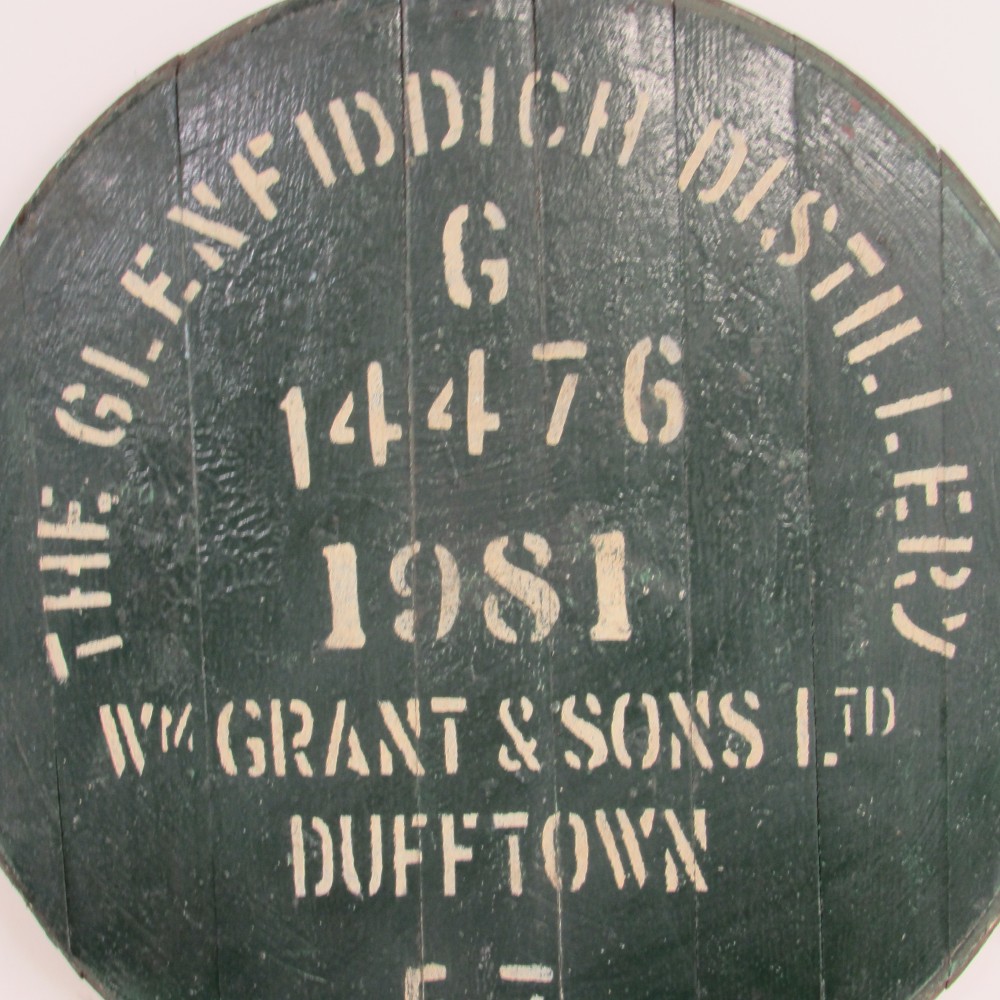 THE GLENFIDDICH DISTILLERY
G
14476
1981
WM GRANT & SONS LTD
DUFFTOWN